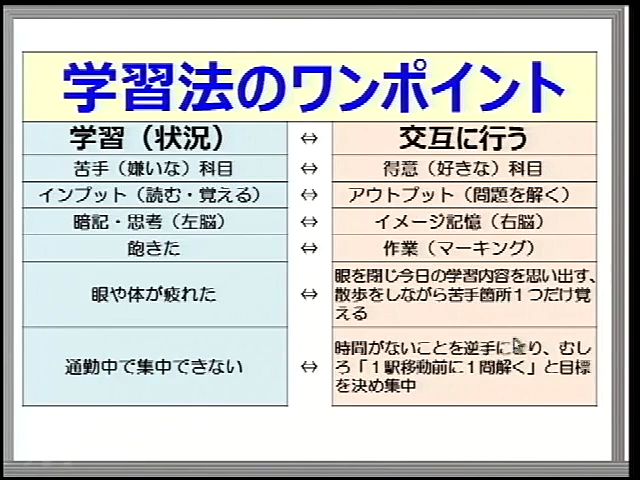 学習法のワンポイント
学習（状況） ⇔ 交互に行う
苦手（嫌いな）科目 ⇔ 得意（好きな）科目
インプット（読む・覚える） ⇔ アウトプット（問題を解く）
暗記・思考（左脳） ⇔ イメージ記憶（右脳）
飽きた ⇔ 作業（マーキング）
眼や体が疲れた ⇔ 眼を閉じ今日の学習内容を思い出す、
散歩をしながら苦手箇所１つだけ覚
える
通勤中で集中できない ⇔ 時間がないことを逆手にとり、むし
ろ「１駅移動前に１問解く」と目標
を決め集中